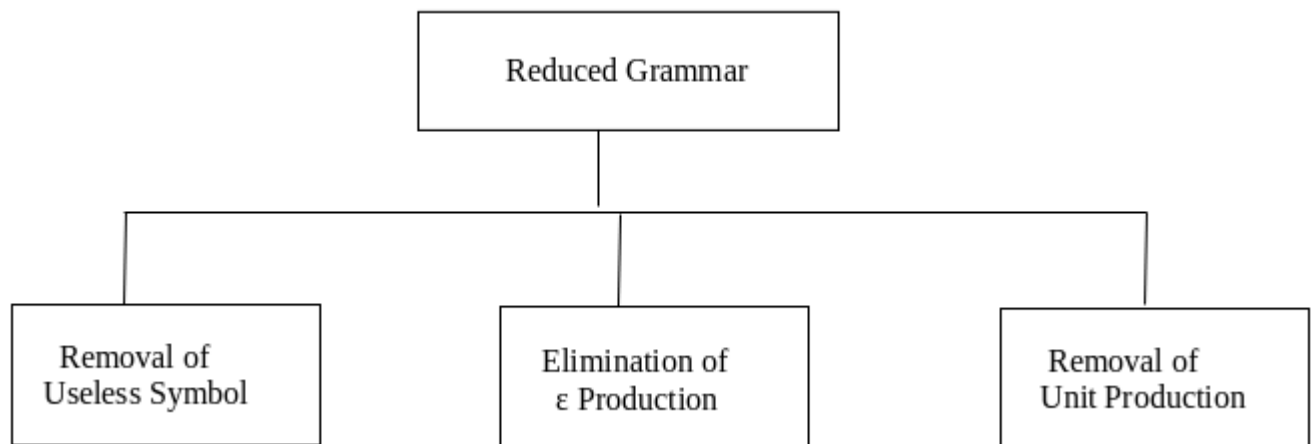 Reduced Grammar
Removal of
Useless Symbol
Elimination of
ε Production
Removal of
Unit Production